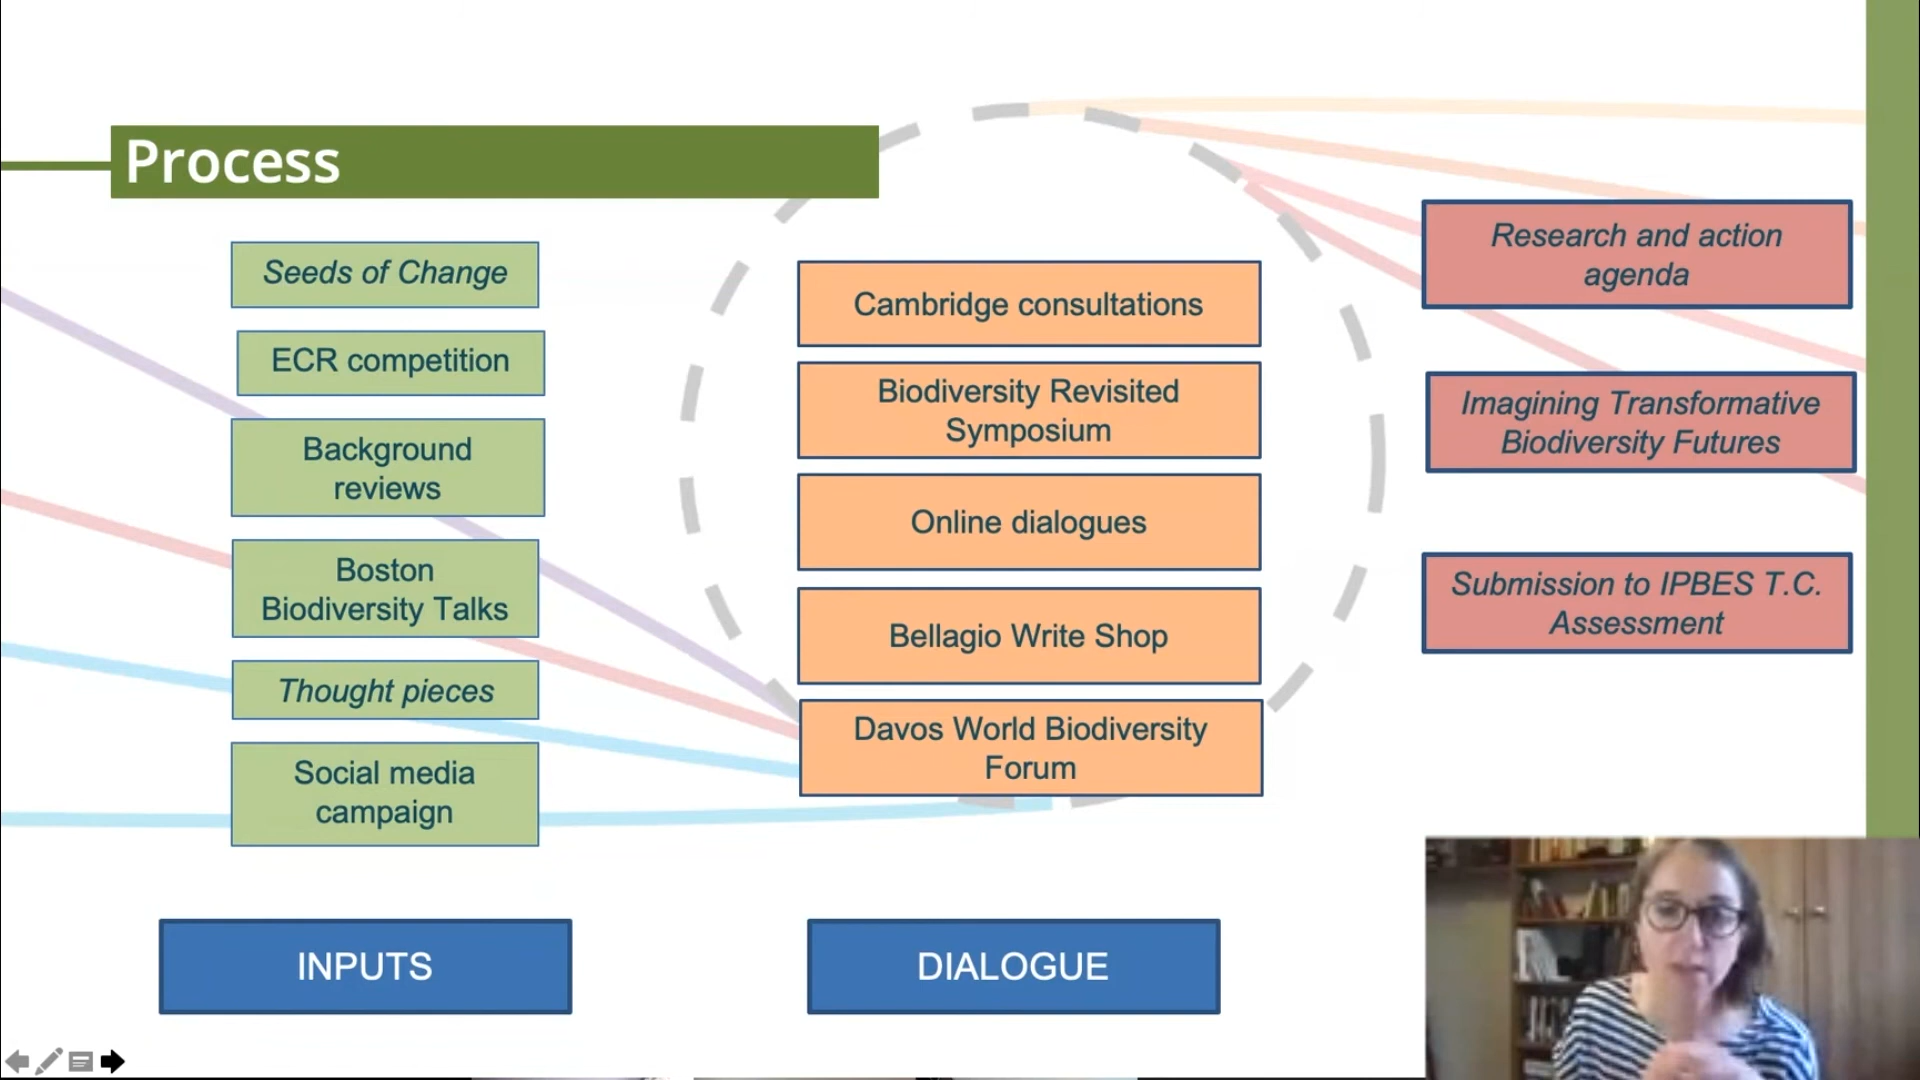 Process
Seeds of Change
ECR competition
Background
reviews
Boston
Biodiversity Talks
Thought pieces
Social media
campaign
INPUTS
Cambridge consultations
Biodiversity Revisited
Symposium
Online dialogues
Bellagio Write Shop
Davos World Biodiversity
Forum
DIALOGUE
Research and action
agenda
Imagining Transformative
Biodiversity Futures
Submission to IPBES T.C.
Assessment